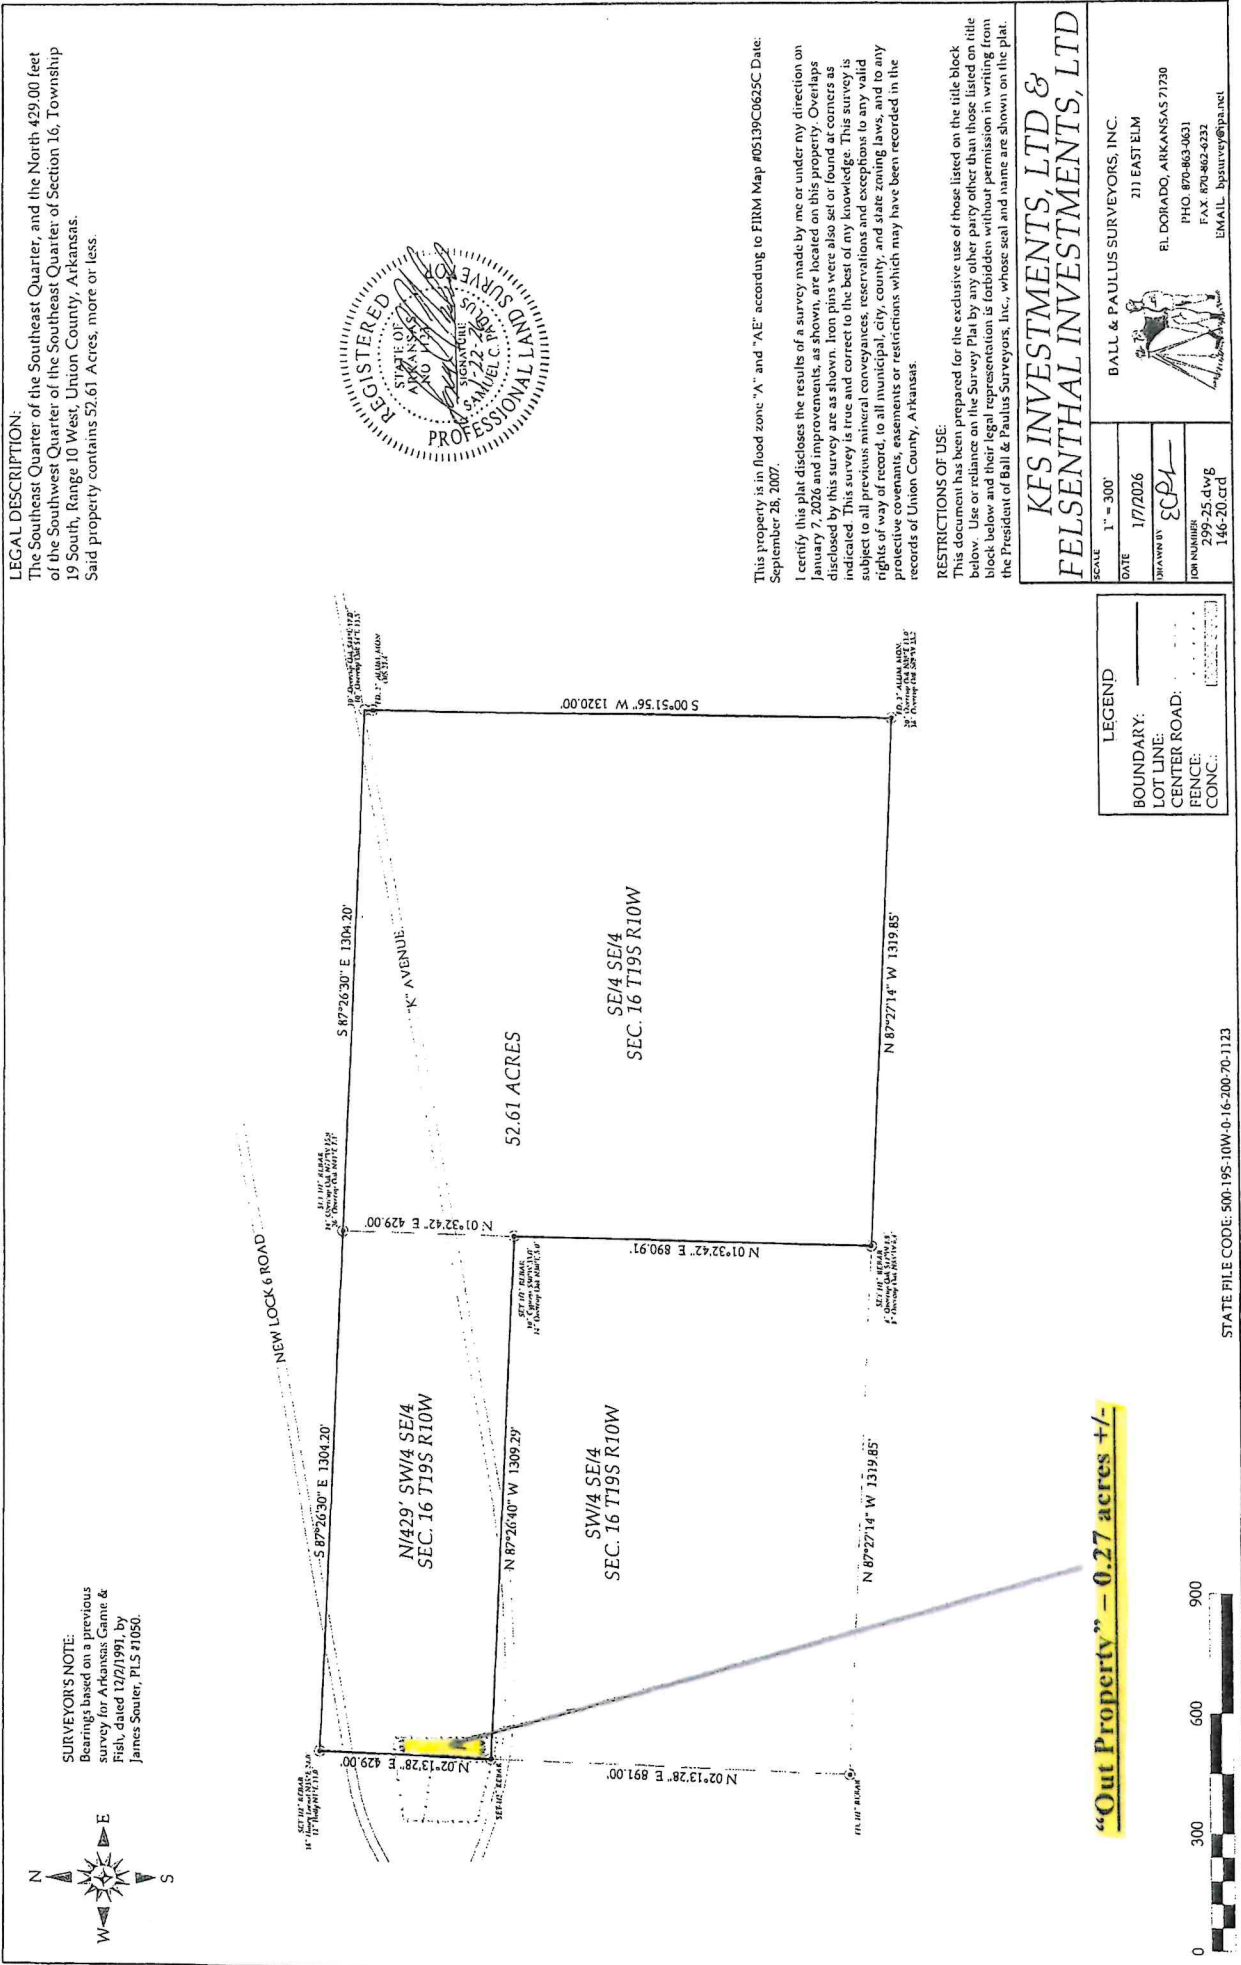 LEGAL DESCRIPTION:
The Southeast Quarter of the Southeast Quarter, and the North 429.00 feet
of the Southwest Quarter of the Southeast Quarter of Section 16, Township
19 South, Range 10 West, Union County, Arkansas.
Said property contains 52.61 Acres, more or less.
REGISTERED
PROFESSIONAL LAND SURVEYOR
STATE OF
ARKANSAS
SIGNATURE
SAMUEL C. PAULUS
This property is in flood zone "A" and "AE" according to FIRM Map #05139C0625C Date:
September 28, 2007.
I certify this plat discloses the results of a survey made by me or under my direction on
January 7, 2026 and improvements, as shown, are located on this property. Overlaps
disclosed by this survey are as shown. Iron pins were also set or found at corners as
indicated. This survey is true and correct to the best of my knowledge. This survey is
subject to all previous mineral conveyances, reservations and exceptions to any valid
rights of way of record, to all municipal, city, county, and state zoning laws, and to any
protective covenants, easements or restrictions which may have been recorded in the
records of Union County, Arkansas.
RESTRICTIONS OF USE:
This document has been prepared for the exclusive use of those listed on the title block
below. Use or reliance on the Survey Plat by any other party other than those listed on title
block below and their legal representation is forbidden without permission in writing from
the President of Ball & Paulus Surveyors, Inc., whose seal and name are shown on the plat.
KFS INVESTMENTS, LTD &
FELSENTHAL INVESTMENTS, LTD
SCALE
1" = 300'
DATE
1/7/2026
DRAWN BY
JOB NUMBER
299-25.dwg
146-20.crd
BALL & PAULUS SURVEYORS, INC.
211 EAST ELM
EL DORADO, ARKANSAS 71730
PHO. 870-863-0631
FAX. 870-862-6232
EMAIL. bpsurvey@ipa.net
SURVEYOR'S NOTE:
Bearings based on a previous
survey for Arkansas Game &
Fish, dated 12/2/1991, by
James Souter, PLS #1050.
N
W
E
S
NEW LOCK 6 ROAD
S 87°26'30" E 1304.20'
S 87°26'30" E 1304.20'
"K" AVENUE
N 02°13'28" E 429.00'
N/429' SW/4 SE/4
SEC. 16 T19S R10W
N 01°32'42" E 429.00'
52.61 ACRES
S 00°51'56" W 1320.00'
SE/4 SE/4
SEC. 16 T19S R10W
N 87°26'40" W 1309.29'
SET 1/2" REBAR
SET 1/2" REBAR
SET 1/2" REBAR
SET 1/2" REBAR
SET 1/2" REBAR
N 01°32'42" E 890.91'
SW/4 SE/4
SEC. 16 T19S R10W
N 02°13'28" E 891.00'
N 87°27'14" W 1319.85'
N 87°27'14" W 1319.85'
"Out Property" – 0.27 acres +/-
LEGEND
BOUNDARY:
LOT LINE:
CENTER ROAD:
FENCE:
CONC.:
0 300 600 900
STATE FILE CODE: 500-19S-10W-0-16-200-70-1123